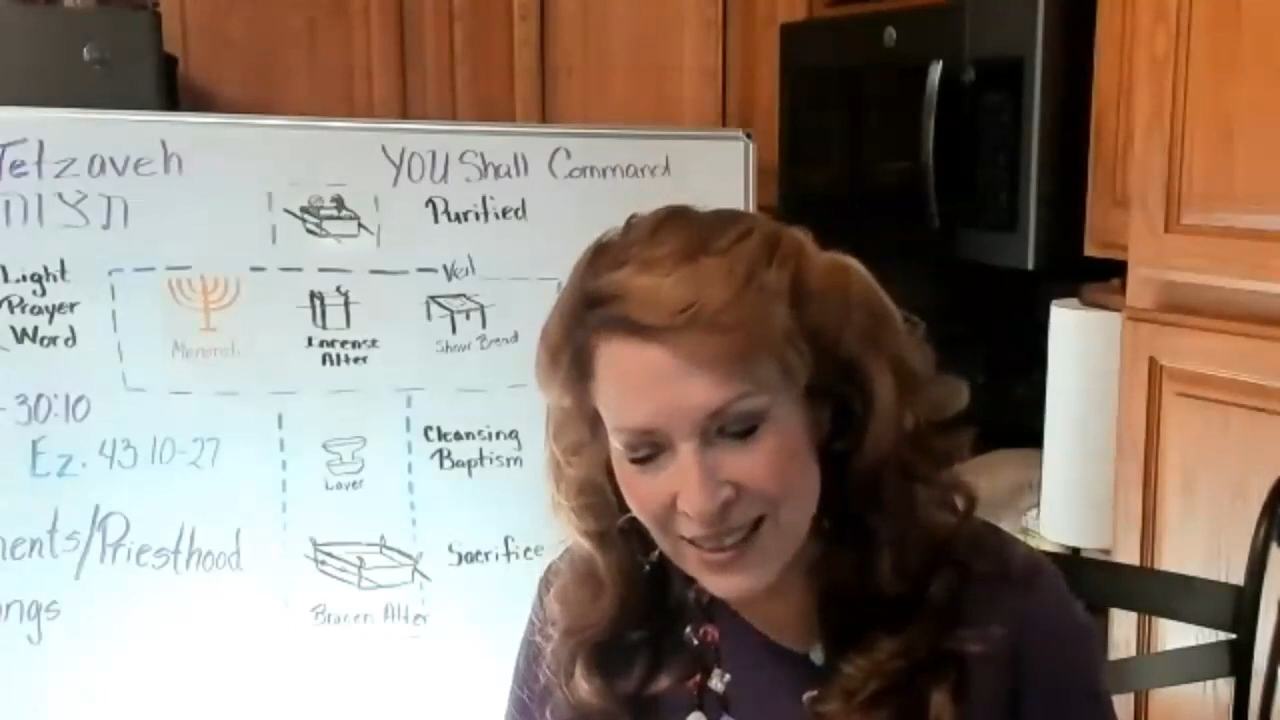 Tetzaveh
YOU Shall Command
תצוה
Purified
Light
Prayer
Word
Veil
Menorah
Incense
Alter
Show Bread
-30:10
Ez. 43 10-27
Cleansing
Baptism
Laver
ments/Priesthood
Sacrifice
ngs
Brazen Alter